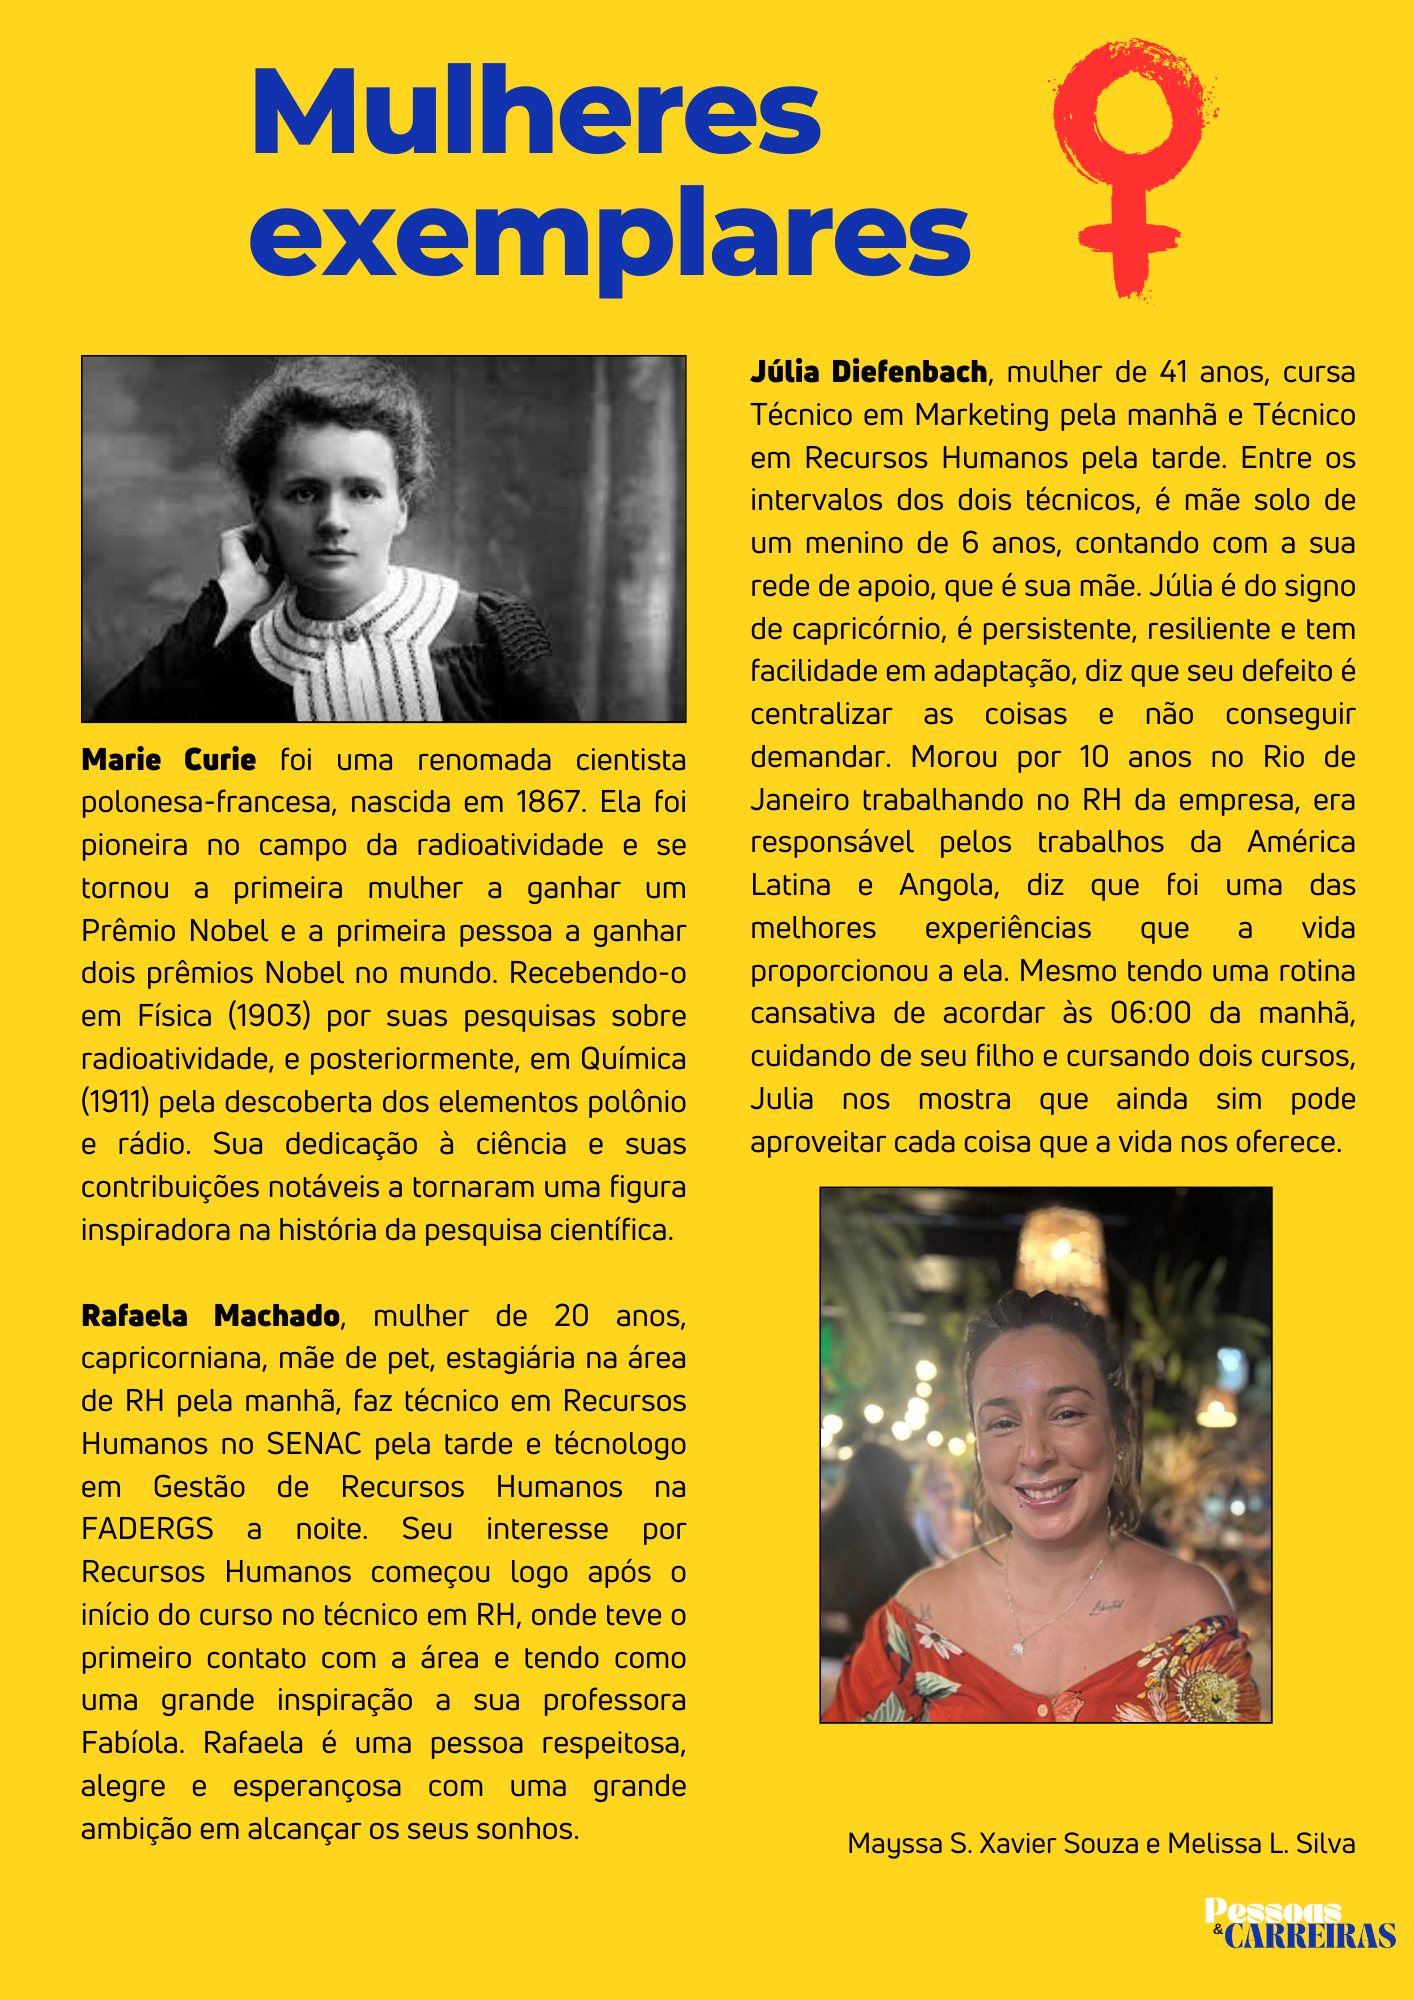 Mulheres
exemplares
Marie Curie foi uma renomada cientista
polonesa-francesa, nascida em 1867. Ela foi
pioneira no campo da radioatividade e se
tornou a primeira mulher a ganhar um
Prêmio Nobel e a primeira pessoa a ganhar
dois prêmios Nobel no mundo. Recebendo-o
em Física (1903) por suas pesquisas sobre
radioatividade, e posteriormente, em Química
(1911) pela descoberta dos elementos polônio
e rádio. Sua dedicação à ciência e suas
contribuições notáveis a tornaram uma figura
inspiradora na história da pesquisa científica.
Rafaela Machado, mulher de 20 anos,
capricorniana, mãe de pet, estagiária na área
de RH pela manhã, faz técnico em Recursos
Humanos no SENAC pela tarde e técnologo
em Gestão de Recursos Humanos na
FADERGS a noite. Seu interesse por
Recursos Humanos começou logo após o
início do curso no técnico em RH, onde teve o
primeiro contato com a área e tendo como
uma grande inspiração a sua professora
Fabíola. Rafaela é uma pessoa respeitosa,
alegre e esperançosa com uma grande
ambição em alcançar os seus sonhos.
Júlia Diefenbach, mulher de 41 anos, cursa
Técnico em Marketing pela manhã e Técnico
em Recursos Humanos pela tarde. Entre os
intervalos dos dois técnicos, é mãe solo de
um menino de 6 anos, contando com a sua
rede de apoio, que é sua mãe. Júlia é do signo
de capricórnio, é persistente, resiliente e tem
facilidade em adaptação, diz que seu defeito é
centralizar as coisas e não conseguir
demandar. Morou por 10 anos no Rio de
Janeiro trabalhando no RH da empresa, era
responsável pelos trabalhos da América
Latina e Angola, diz que foi uma das
melhores experiências que a vida
proporcionou a ela. Mesmo tendo uma rotina
cansativa de acordar às 06:00 da manhã,
cuidando de seu filho e cursando dois cursos,
Julia nos mostra que ainda sim pode
aproveitar cada coisa que a vida nos oferece.
Mayssa S. Xavier Souza e Melissa L. Silva
Pessoas
&CARREIRAS